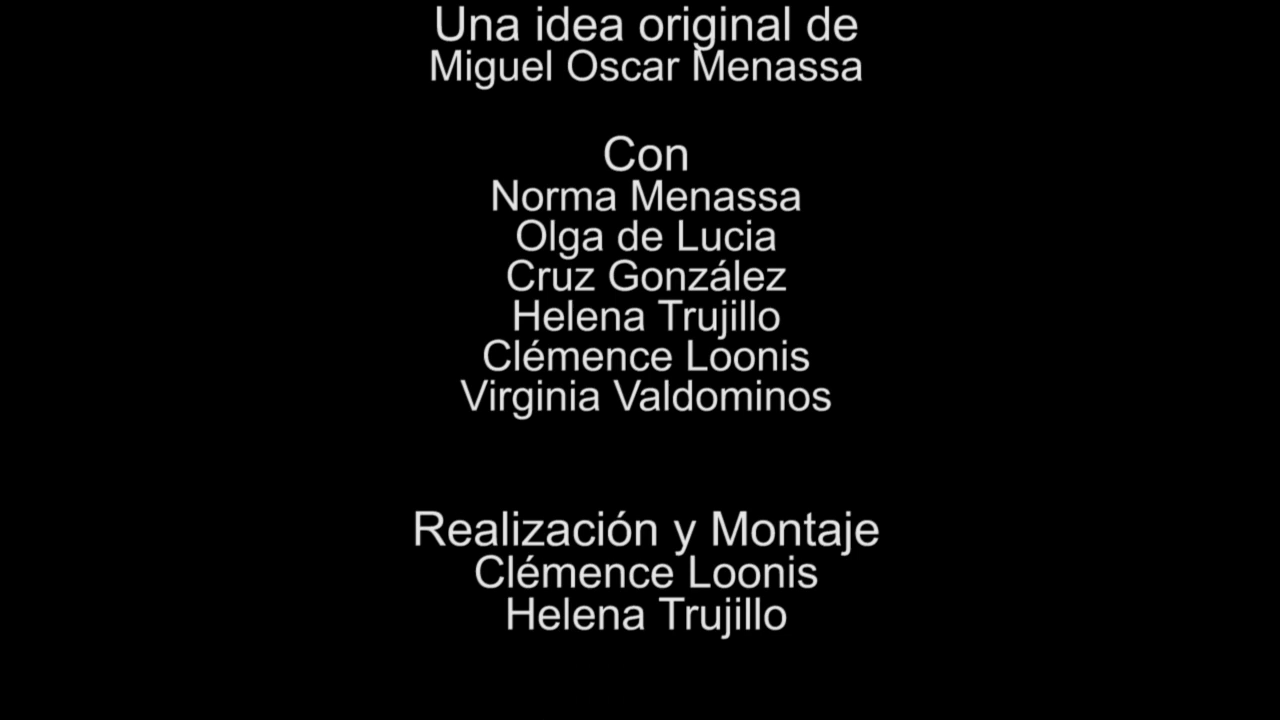 Una idea original de
Miguel Oscar Menassa
Con
Norma Menassa
Olga de Lucia
Cruz González
Helena Trujillo
Clémence Loonis
Virginia Valdominos
Realización y Montaje
Clémence Loonis
Helena Trujillo